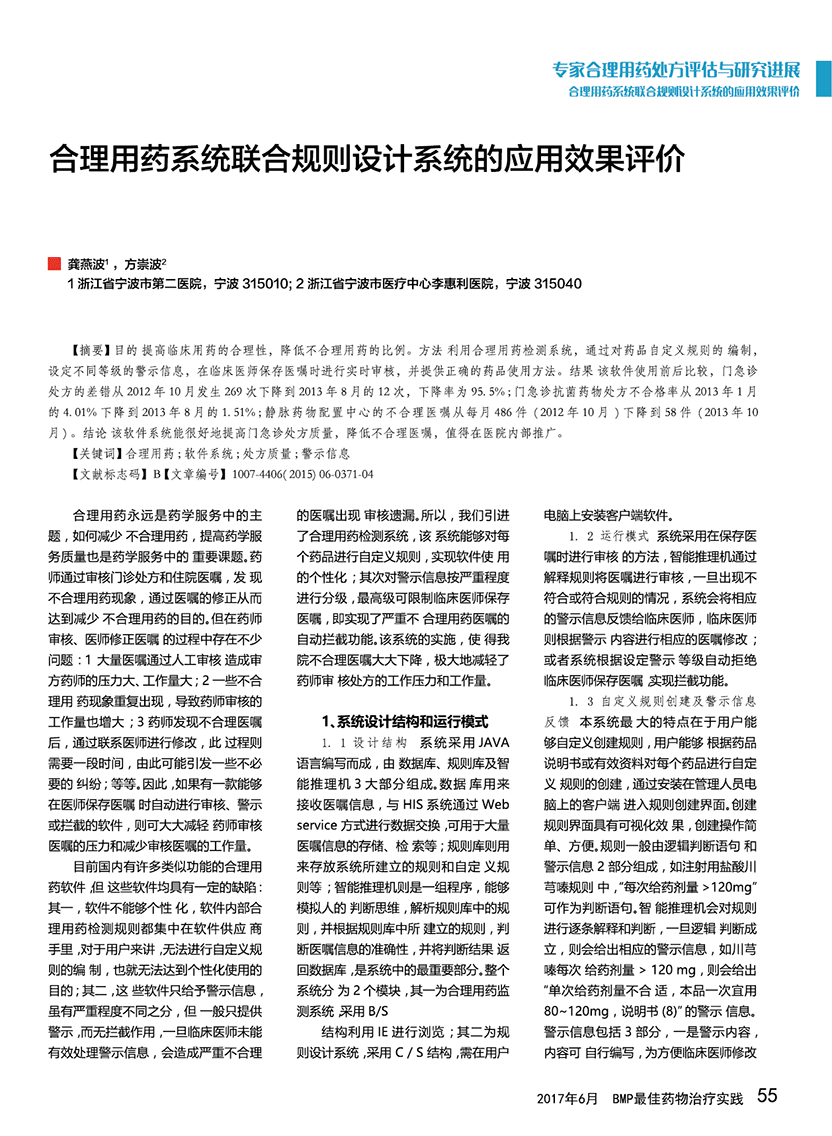 专家合理用药处方评估与研究进展
合理用药系统联合规则设计系统的应用效果评价
合理用药系统联合规则设计系统的应用效果评价
龚燕波¹，方崇波²
1 浙江省宁波市第二医院，宁波 315010; 2 浙江省宁波市医疗中心李惠利医院，宁波 315040
【摘要】目的 提高临床用药的合理性，降低不合理用药的比例。方法 利用合理用药检测系统，通过对药品自定义规则的 编制，
设定不同等级的警示信息，在临床医师保存医嘱时进行实时审核，并提供正确的药品使用方法。结果 该软件使用前后比较，门急诊
处方的差错从 2012 年 10 月发生 269 次下降到 2013 年 8 月的 12 次，下降率为 95. 5%；门急诊抗菌药物处方不合格率从 2013 年 1 月
的 4. 01% 下降到 2013 年 8 月的 1. 51%；静脉药物配置中心的不合理医嘱从每月 486 件（2012 年 10 月 ) 下降到 58 件（2013 年 10
月）。结论 该软件系统能很好地提高门急诊处方质量，降低不合理医嘱，值得在医院内部推广。
【关键词】合理用药；软件系统；处方质量；警示信息
【文献标志码】B【文章编号】1007-4406( 2015) 06-0371-04
合理用药永远是药学服务中的主
题，如何减少 不合理用药，提高药学服
务质量也是药学服务中的 重要课题。药
师通过审核门诊处方和住院医嘱，发 现
不合理用药现象，通过医嘱的修正从而
达到减少 不合理用药的目的。但在药师
审核、医师修正医嘱 的过程中存在不少
问题：1 大量医嘱通过人工审核 造成审
方药师的压力大、工作量大；2 一些不合
理用 药现象重复出现，导致药师审核的
工作量也增大；3 药师发现不合理医嘱
后，通过联系医师进行修改，此 过程则
需要一段时间，由此可能引发一些不必
要的 纠纷；等等。因此，如果有一款能够
在医师保存医嘱 时自动进行审核、警示
或拦截的软件，则可大大减轻 药师审核
医嘱的压力和减少审核医嘱的工作量。
目前国内有许多类似功能的合理用
药软件，但 这些软件均具有一定的缺陷：
其一，软件不能够个性 化，软件内部合
理用药检测规则都集中在软件供应 商
手里，对于用户来讲，无法进行自定义规
则的编 制，也就无法达到个性化使用的
目的；其二，这 些软件只给予警示信息，
虽有严重程度不同之分，但 一般只提供
警示，而无拦截作用，一旦临床医师未能
有效处理警示信息，会造成严重不合理
的医嘱出现 审核遗漏。所以，我们引进
了合理用药检测系统，该 系统能够对每
个药品进行自定义规则，实现软件使 用
的个性化；其次对警示信息按严重程度
进行分级，最高级可限制临床医师保存
医嘱，即实现了严重不 合理用药医嘱的
自动拦截功能。该系统的实施，使 得我
院不合理医嘱大大下降，极大地减轻了
药师审 核处方的工作压力和工作量。
1、系统设计结构和运行模式
1. 1 设计结构 系统采用 JAVA
语言编写而成，由 数据库、规则库及智
能推理机 3 大部分组成。数据 库用来
接收医嘱信息，与 HIS 系统通过 Web
service 方式进行数据交换，可用于大量
医嘱信息的存储、检 索等；规则库则用
来存放系统所建立的规则和自定 义规
则等；智能推理机则是一组程序，能够
模拟人的 判断思维，解析规则库中的规
则，并根据规则库中所 建立的规则，判
断医嘱信息的准确性，并将判断结果 返
回数据库，是系统中的最重要部分。整个
系统分 为 2 个模块，其一为合理用药监
测系统，采用 B/S
结构利用 IE 进行浏览；其二为规
则设计系统，采用 C / S 结构，需在用户
电脑上安装客户端软件。
1. 2 运行模式 系统采用在保存医
嘱时进行审核 的方法，智能推理机通过
解释规则将医嘱进行审核，一旦出现不
符合或符合规则的情况，系统会将相应
的警示信息反馈给临床医师，临床医师
则根据警示 内容进行相应的医嘱修改；
或者系统根据设定警示 等级自动拒绝
临床医师保存医嘱，实现拦截功能。
1. 3 自定义规则创建及警示信息
反馈 本系统最 大的特点在于用户能
够自定义创建规则，用户能够 根据药品
说明书或有效资料对每个药品进行自定
义 规则的创建，通过安装在管理人员电
脑上的客户端 进入规则创建界面。创建
规则界面具有可视化效 果，创建操作简
单、方便。规则一般由逻辑判断语句 和
警示信息 2 部分组成，如注射用盐酸川
芎嗪规则 中，“每次给药剂量 >120mg”
可作为判断语句。智 能推理机会对规则
进行逐条解释和判断，一旦逻辑 判断成
立，则会给出相应的警示信息，如川芎
嗪每次 给药剂量 > 120 mg，则会给出
“单次给药剂量不合 适，本品一次宜用
80~120mg，说明书 (8)” 的警示 信息。
警示信息包括 3 部分，一是警示内容，
内容可 自行编写，为方便临床医师修改
2017年6月 BMP最佳药物治疗实践 55